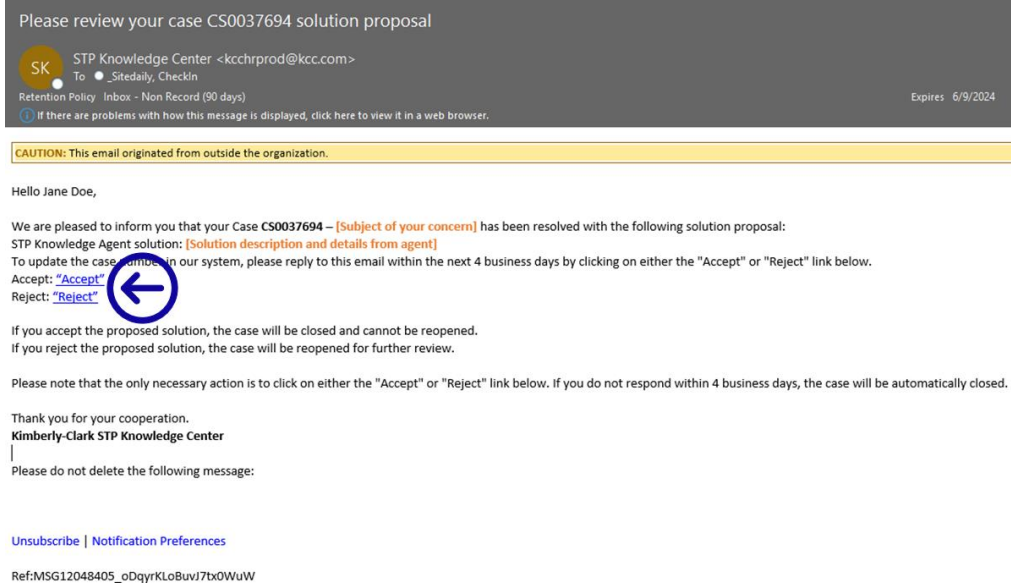 Please review your case CS0037694 solution proposal
SK
STP Knowledge Center <kcchrprod@kcc.com>
To _Sitedaily, CheckIn
Retention Policy Inbox - Non Record (90 days)
Expires 6/9/2024
If there are problems with how this message is displayed, click here to view it in a web browser.
CAUTION: This email originated from outside the organization.
Hello Jane Doe,
We are pleased to inform you that your Case CS0037694 – [Subject of your concern] has been resolved with the following solution proposal:
STP Knowledge Agent solution: [Solution description and details from agent]
To update the case number in our system, please reply to this email within the next 4 business days by clicking on either the "Accept" or "Reject" link below.
Accept: "Accept"
Reject: "Reject"
If you accept the proposed solution, the case will be closed and cannot be reopened.
If you reject the proposed solution, the case will be reopened for further review.
Please note that the only necessary action is to click on either the "Accept" or "Reject" link below. If you do not respond within 4 business days, the case will be automatically closed.
Thank you for your cooperation.
Kimberly-Clark STP Knowledge Center
Please do not delete the following message:
Unsubscribe | Notification Preferences
Ref:MSG12048405_oDqyrKLoBuvJ7tx0WuW